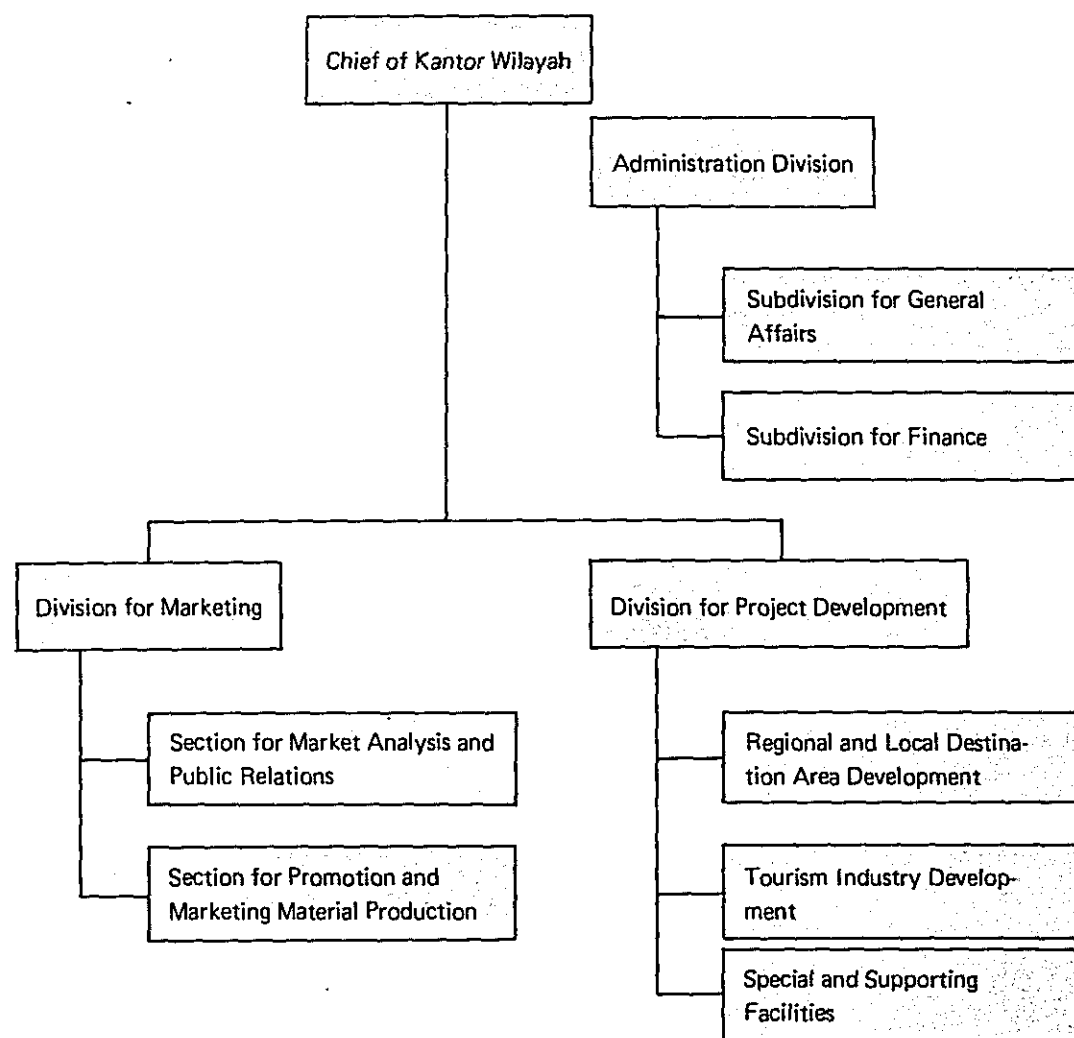 Chief of Kantor Wilayah
Administration Division
Subdivision for General
Affairs
Subdivision for Finance
Division for Marketing
Section for Market Analysis and
Public Relations
Section for Promotion and
Marketing Material Production
Division for Project Development
Regional and Local Destina-
tion Area Development
Tourism Industry Develop-
ment
Special and Supporting
Facilities